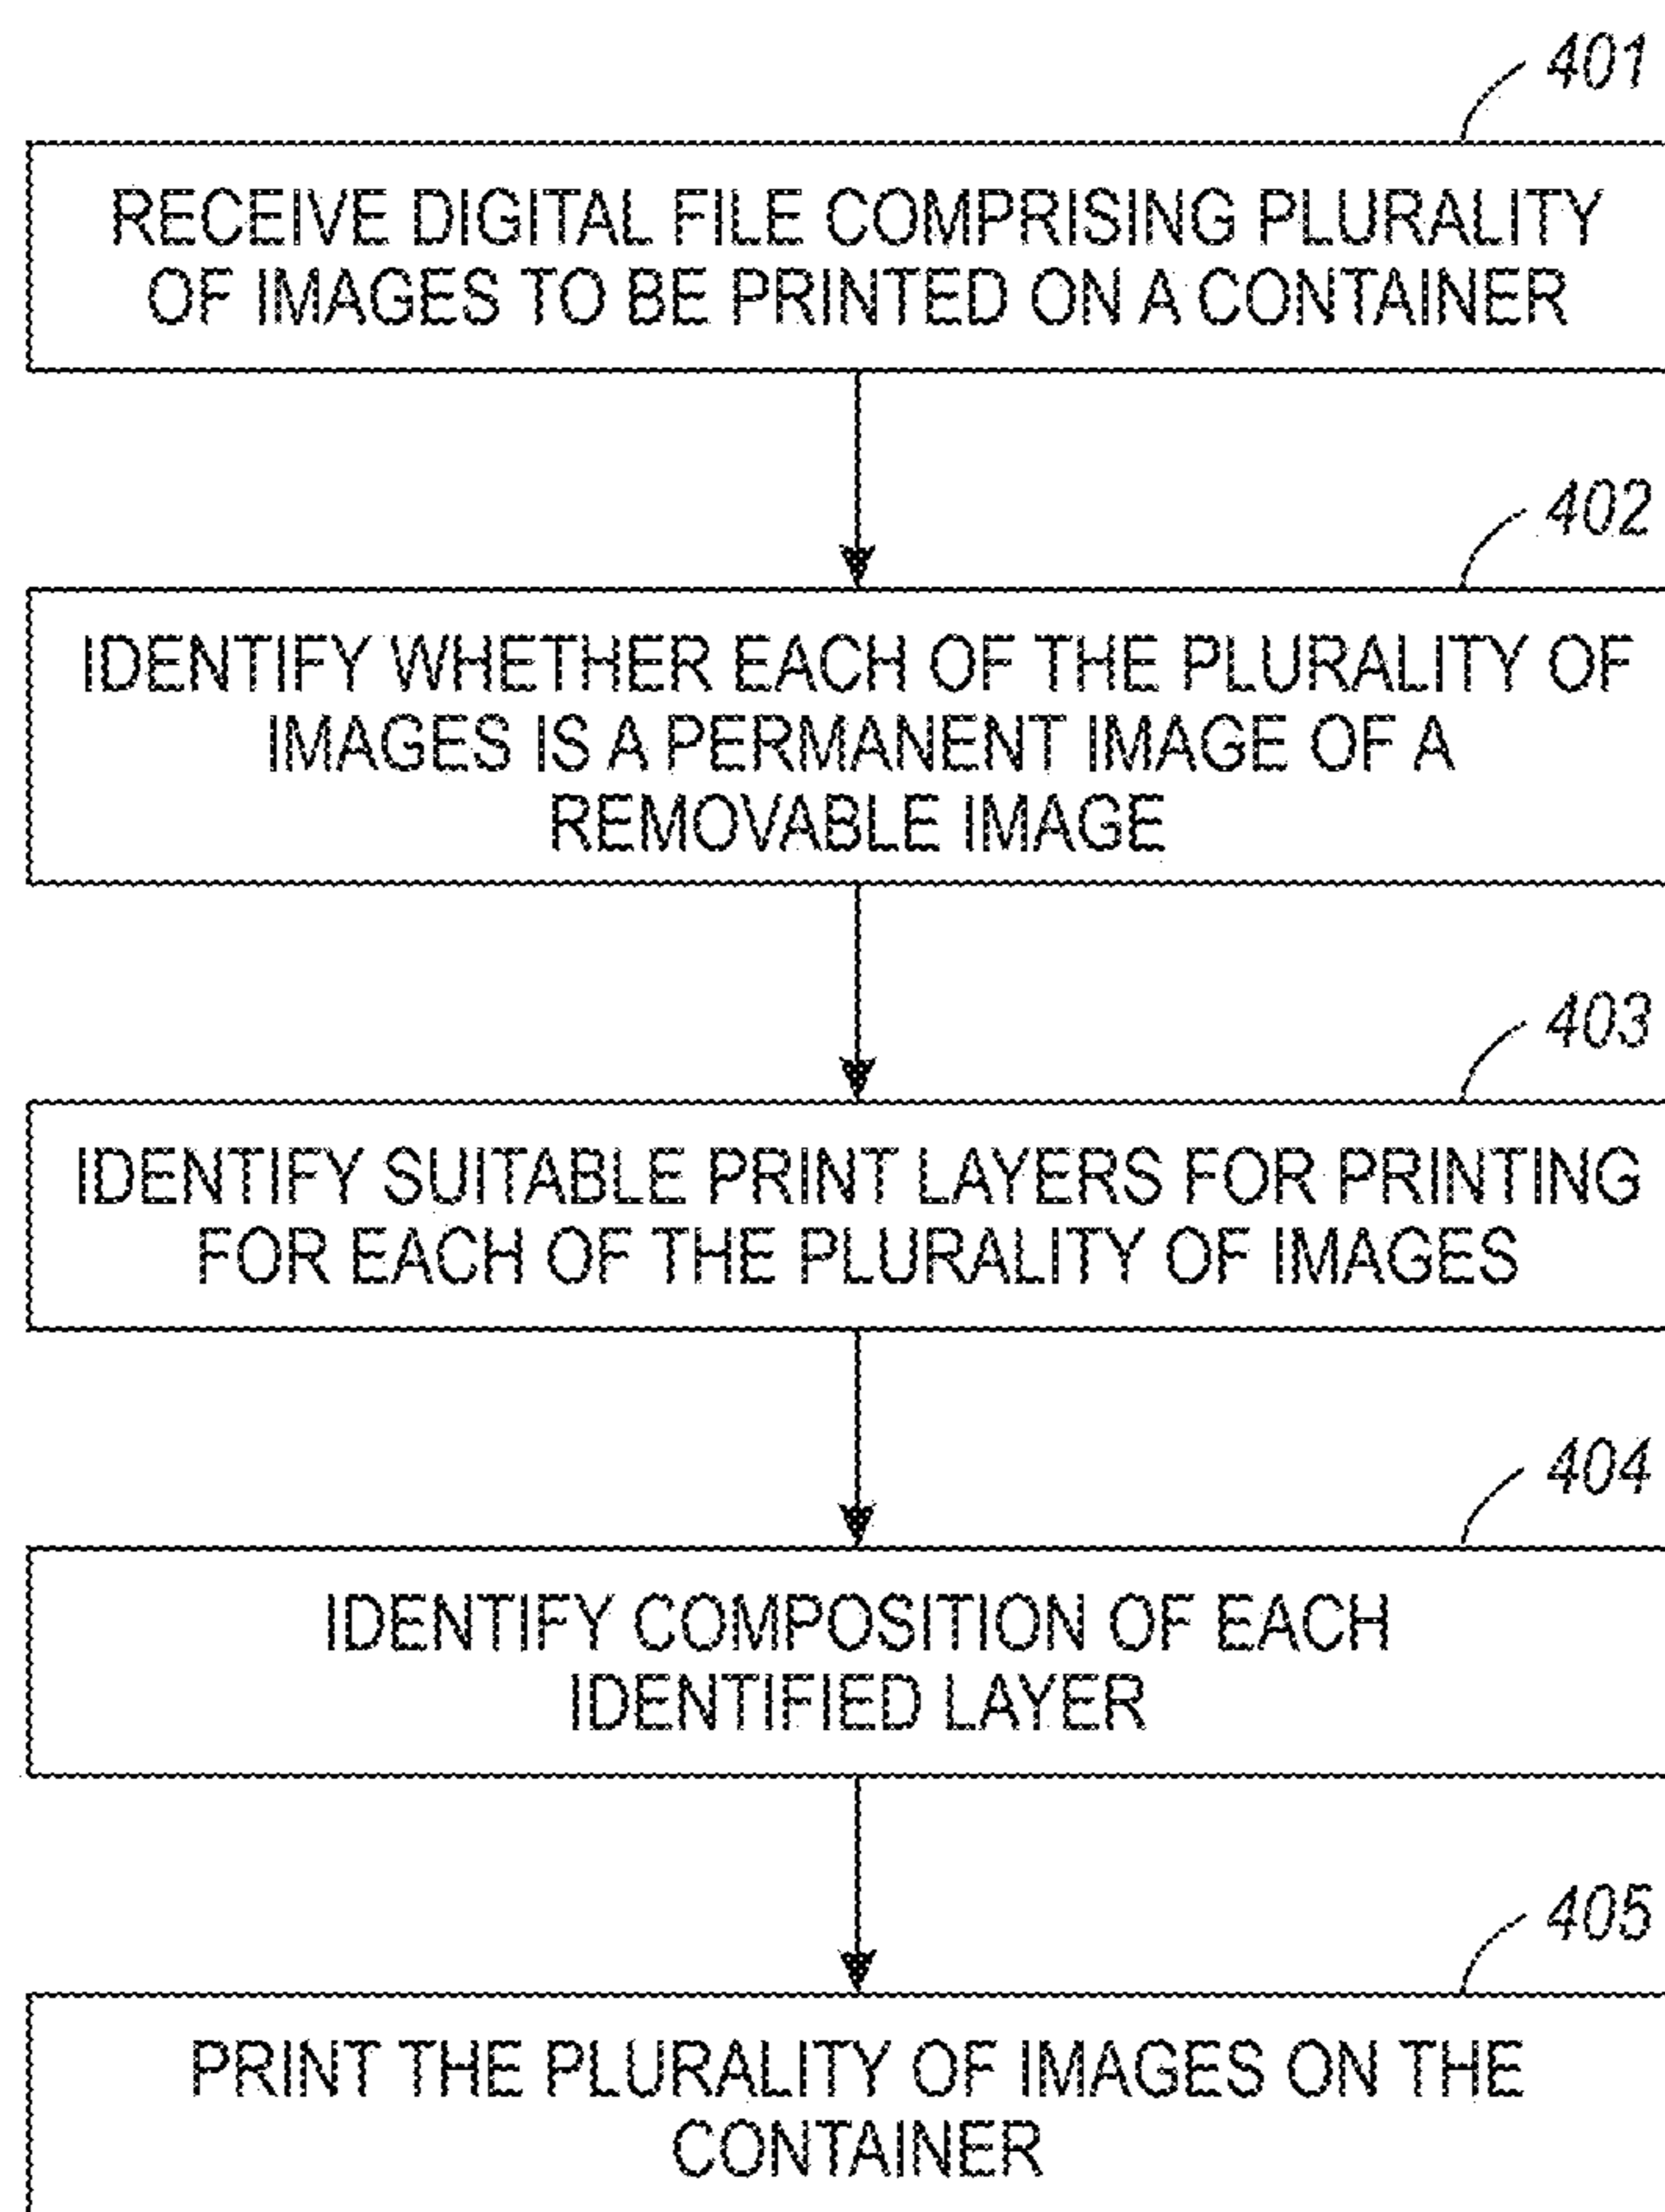 401
RECEIVE DIGITAL FILE COMPRISING PLURALITY
OF IMAGES TO BE PRINTED ON A CONTAINER
402
IDENTIFY WHETHER EACH OF THE PLURALITY OF
IMAGES IS A PERMANENT IMAGE OF A
REMOVABLE IMAGE
403
IDENTIFY SUITABLE PRINT LAYERS FOR PRINTING
FOR EACH OF THE PLURALITY OF IMAGES
404
IDENTIFY COMPOSITION OF EACH
IDENTIFIED LAYER
405
PRINT THE PLURALITY OF IMAGES ON THE
CONTAINER